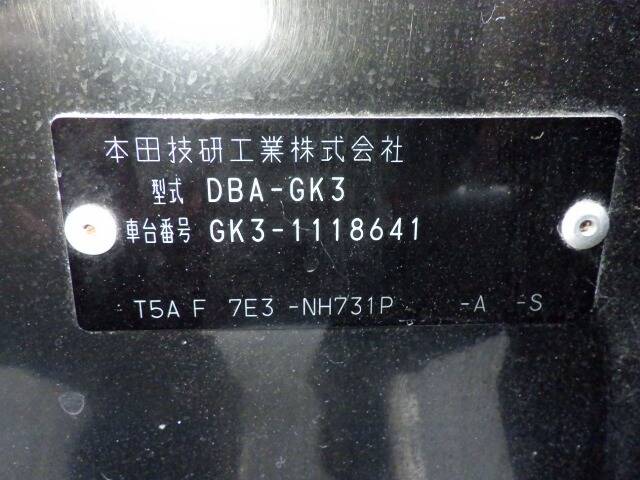 本田技研工業株式会社
型式 DBA-GK3
車台番号 GK3-1118641
T5A F 7E3 -NH731P -A -S